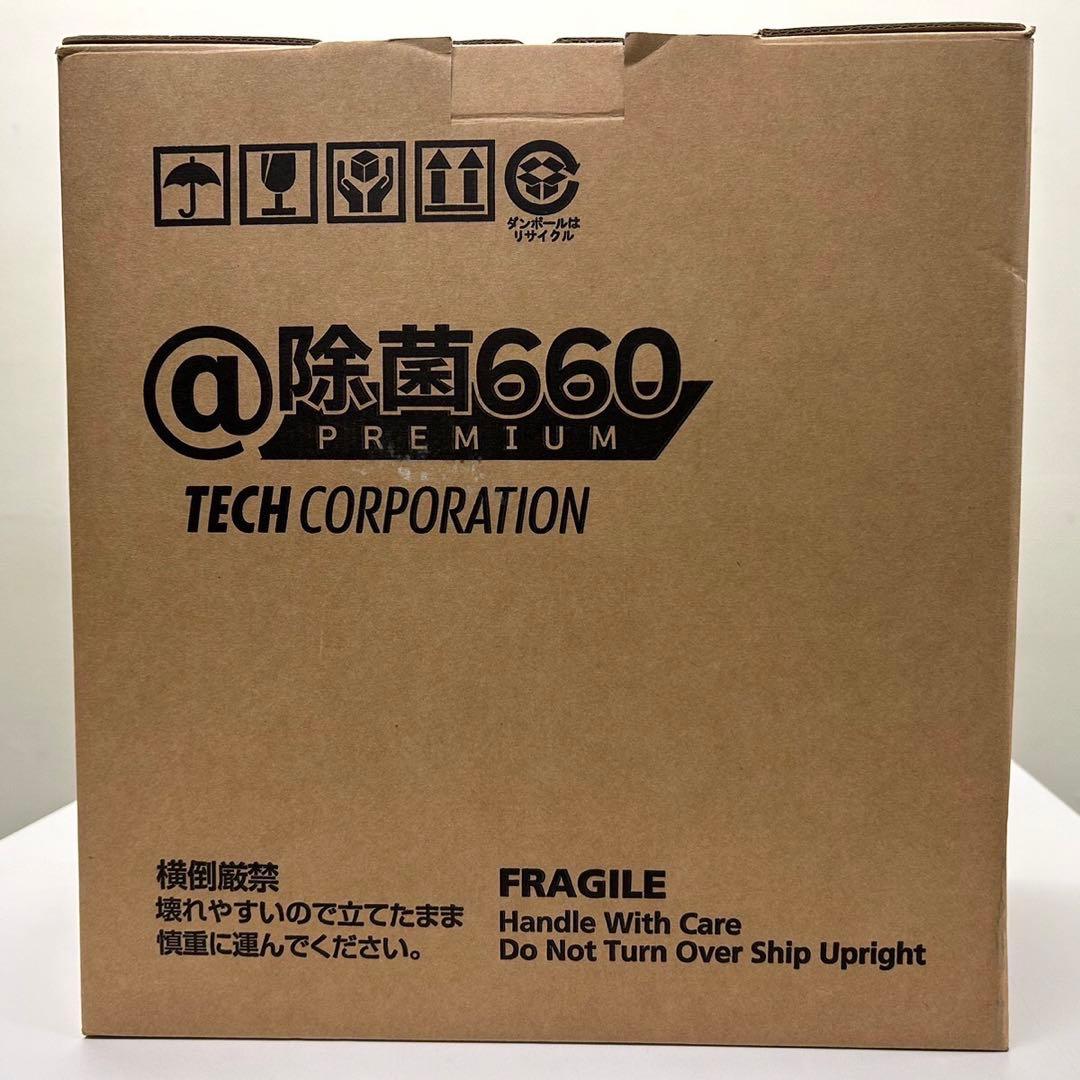 ダンボールは
リサイクル
@除菌660
PREMIUM
TECH CORPORATION
横倒厳禁
壊れやすいので立てたまま
慎重に運んでください。
FRAGILE
Handle With Care
Do Not Turn Over Ship Upright